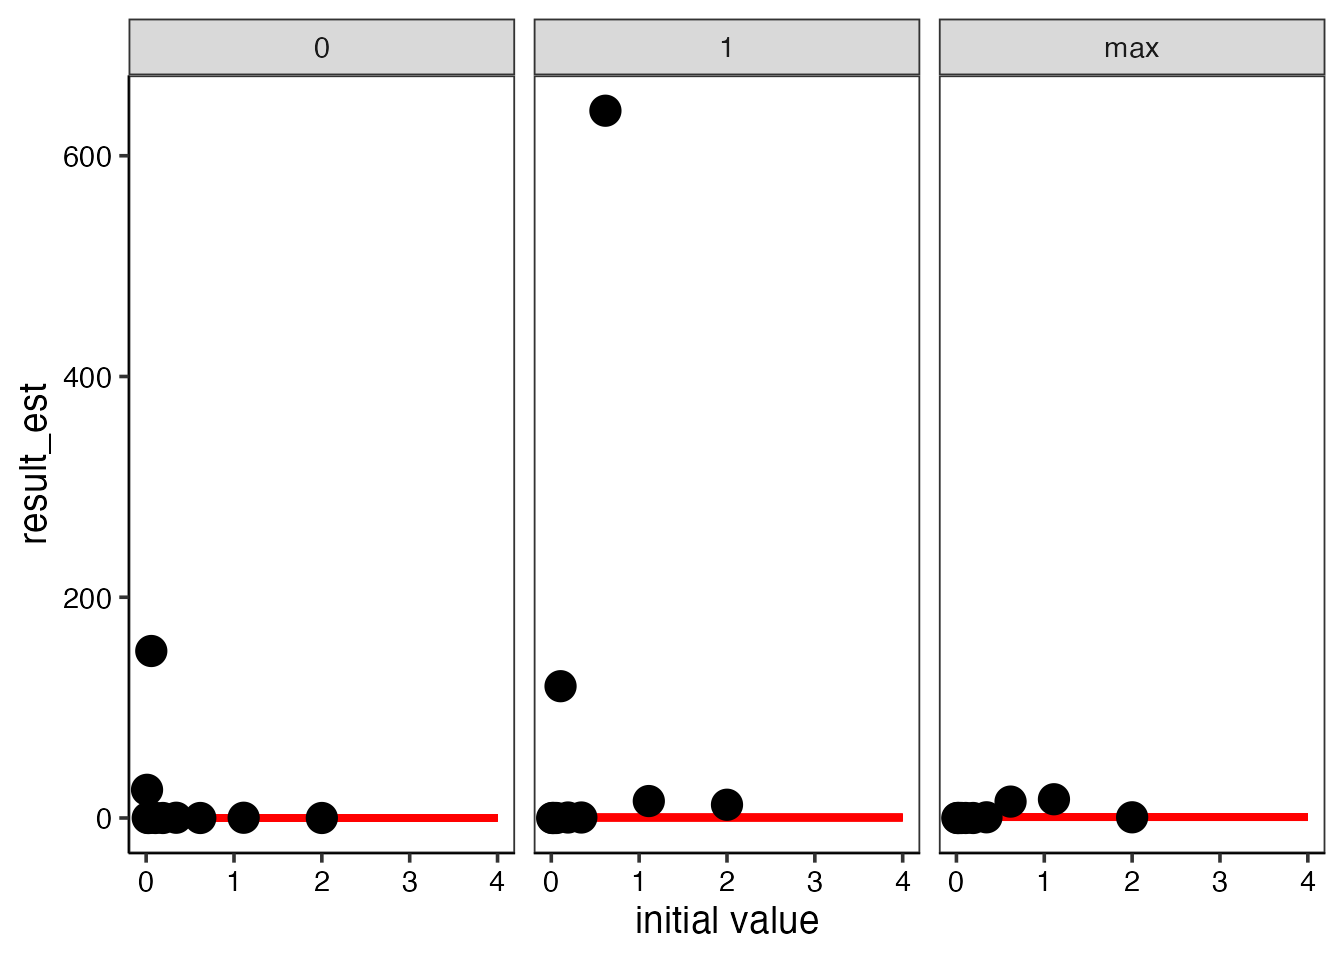 0 1 max
result_est
600
400
200
0
0 1 2 3 4 0 1 2 3 4 0 1 2 3 4
initial value